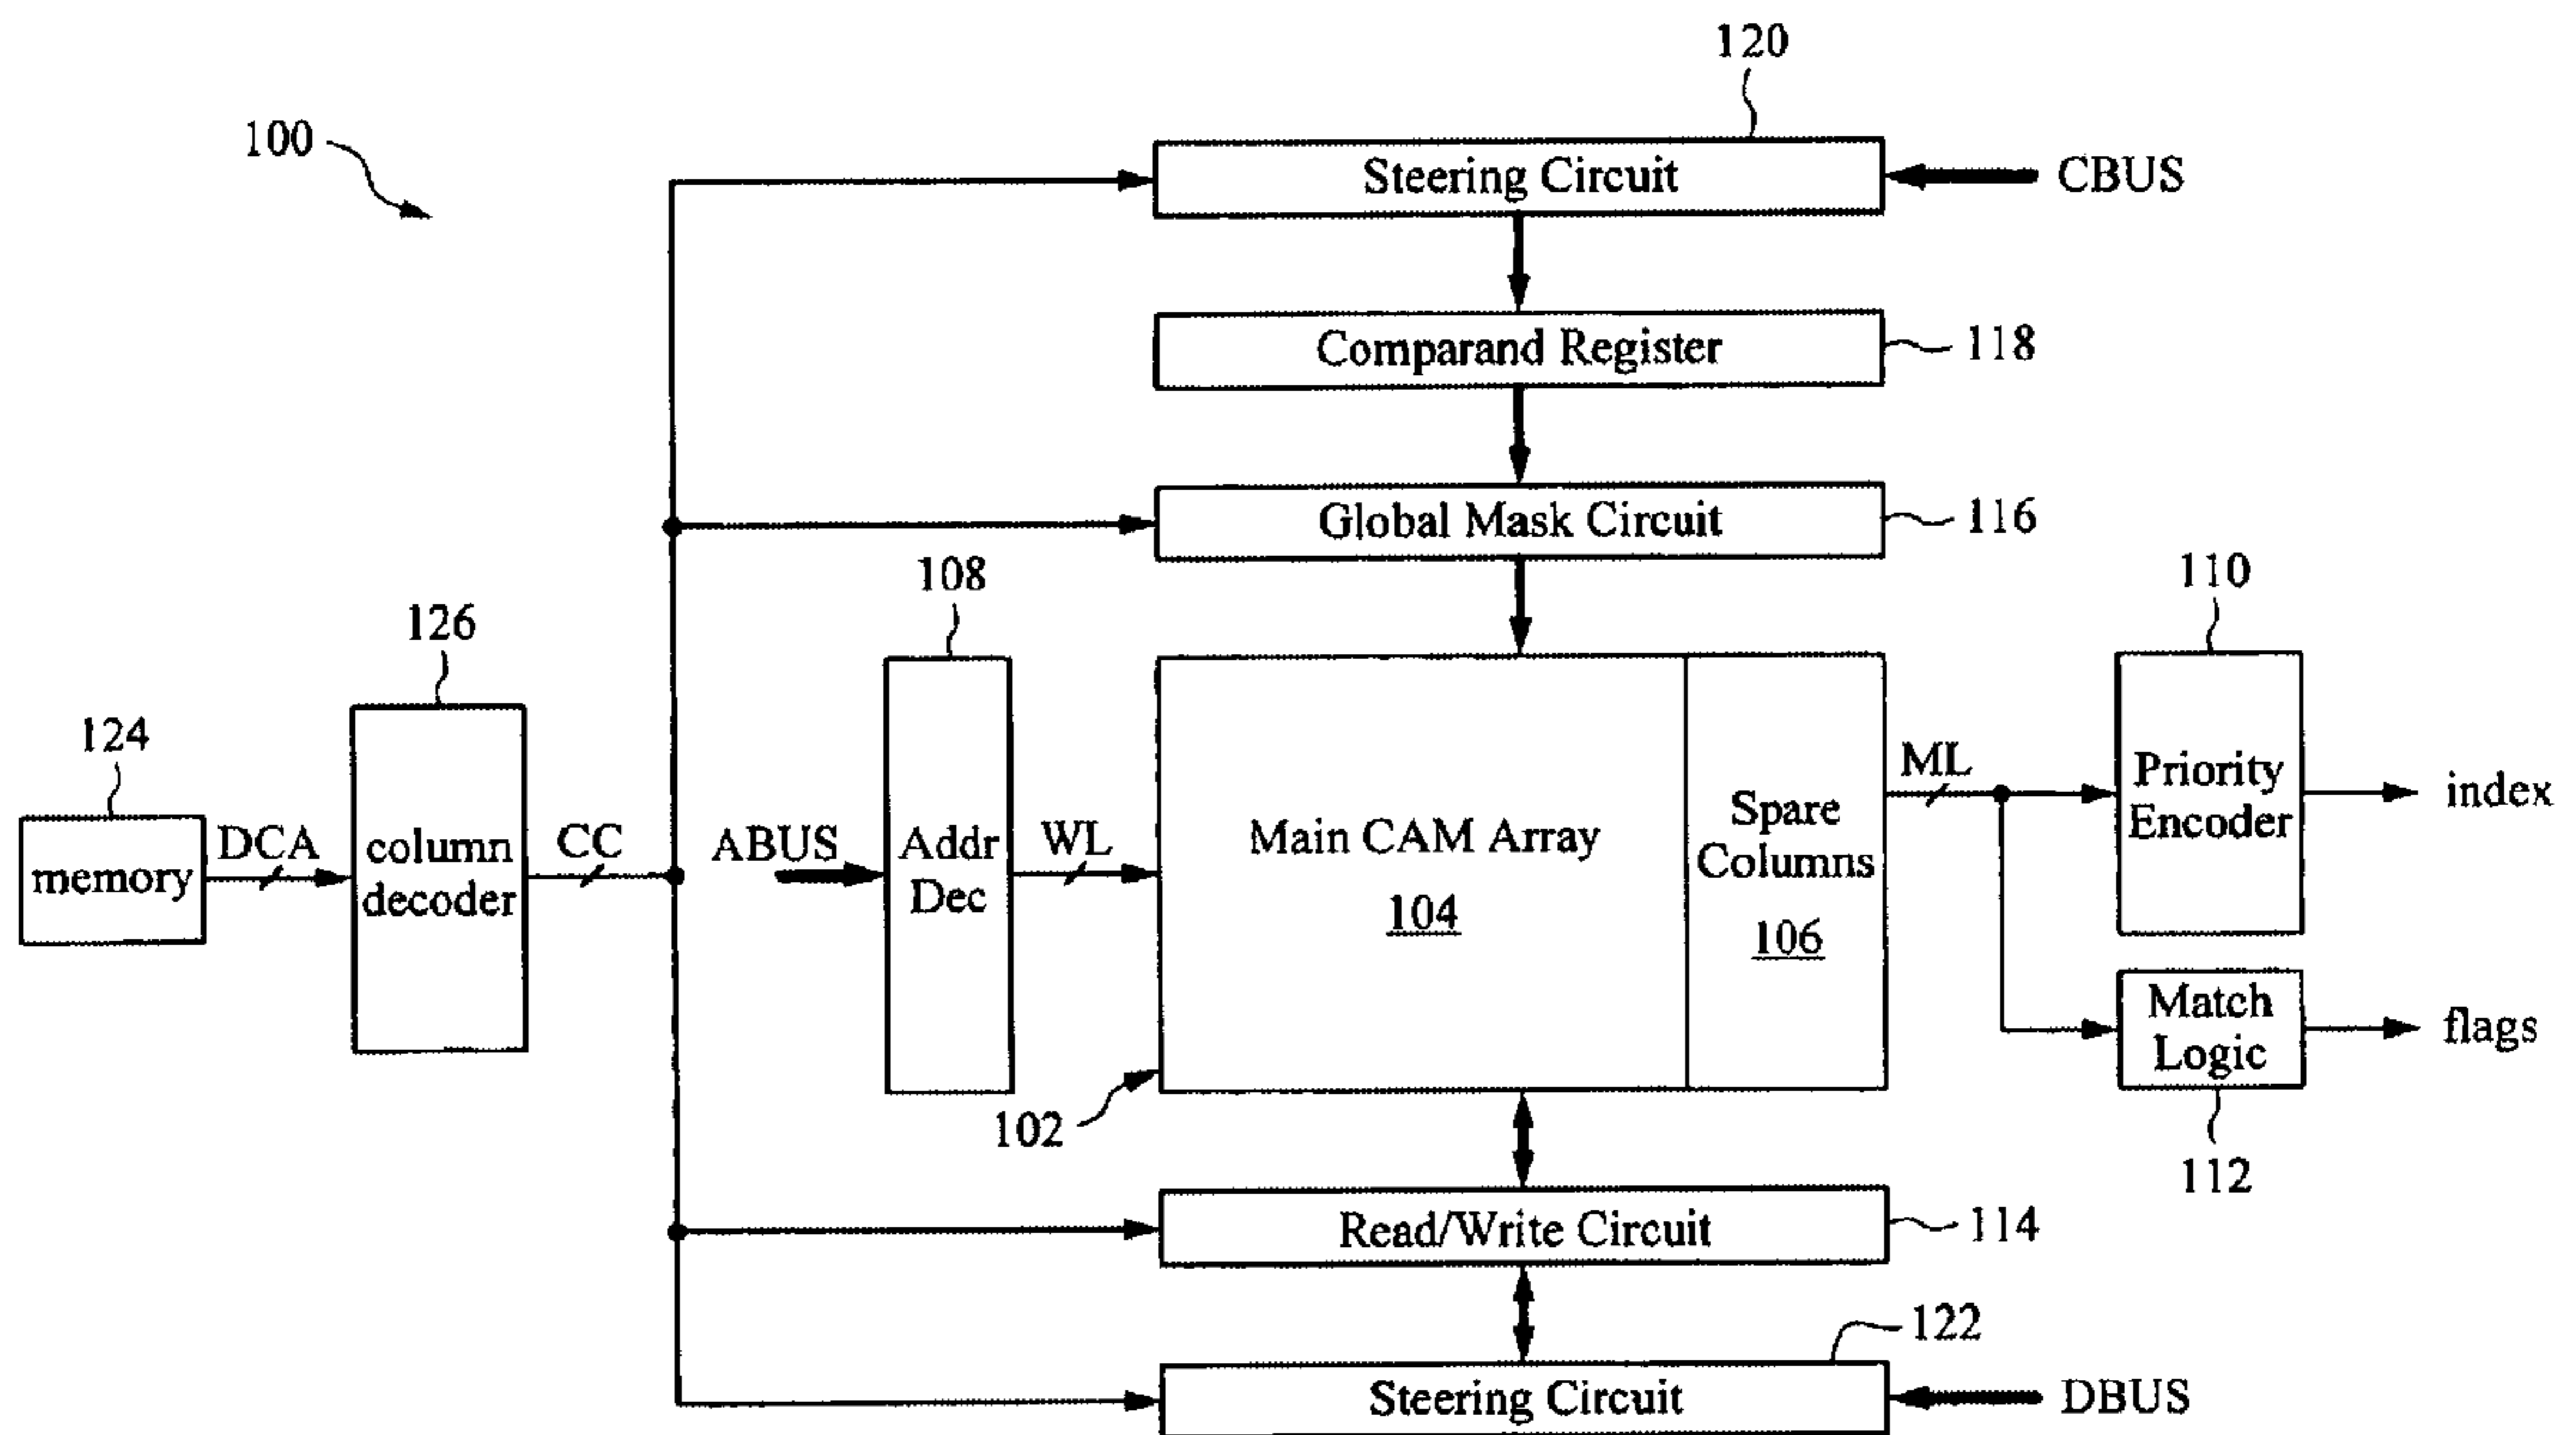 120
100
Steering Circuit
CBUS
Comparand Register
118
Global Mask Circuit
116
108
110
126
124
memory
DCA
column
decoder
CC
ABUS
Addr
Dec
WL
Main CAM Array
104
Spare
Columns
106
ML
Priority
Encoder
index
Match
Logic
flags
102
112
Read/Write Circuit
114
122
Steering Circuit
DBUS